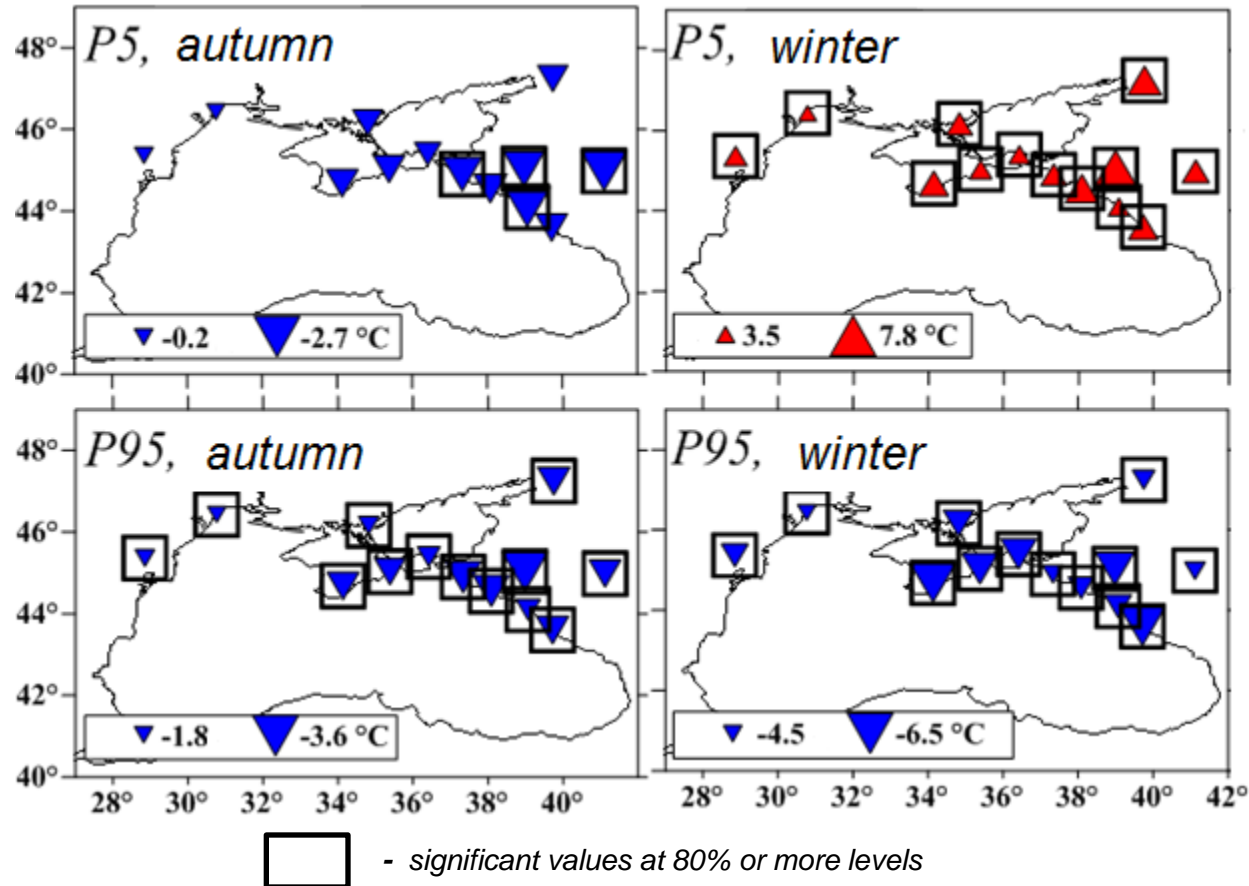 P5, autumn
P5, winter
48°
46°
44°
42°
40°
-0.2 -2.7 °C
3.5 7.8 °C
P95, autumn
P95, winter
48°
46°
44°
42°
40°
-1.8 -3.6 °C
-4.5 -6.5 °C
28° 30° 32° 34° 36° 38° 40°
28° 30° 32° 34° 36° 38° 40° 42°
- significant values at 80% or more levels